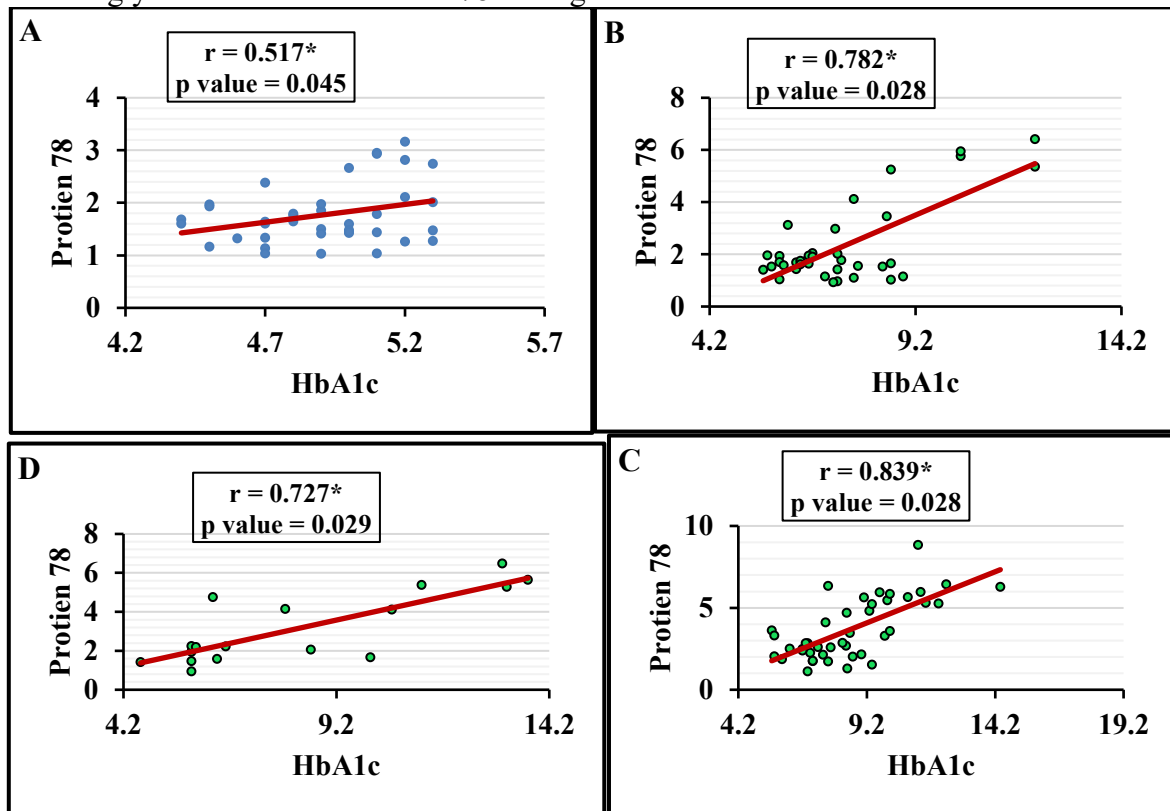 A
r = 0.517*
p value = 0.045
4
3
2
1
0
Protien 78
4.2 4.7 5.2 5.7
HbA1c
B
r = 0.782*
p value = 0.028
8
6
4
2
0
Protien 78
4.2 9.2 14.2
HbA1c
D
r = 0.727*
p value = 0.029
8
6
4
2
0
Protien 78
4.2 9.2 14.2
HbA1c
C
r = 0.839*
p value = 0.028
10
5
0
Protien 78
4.2 9.2 14.2 19.2
HbA1c